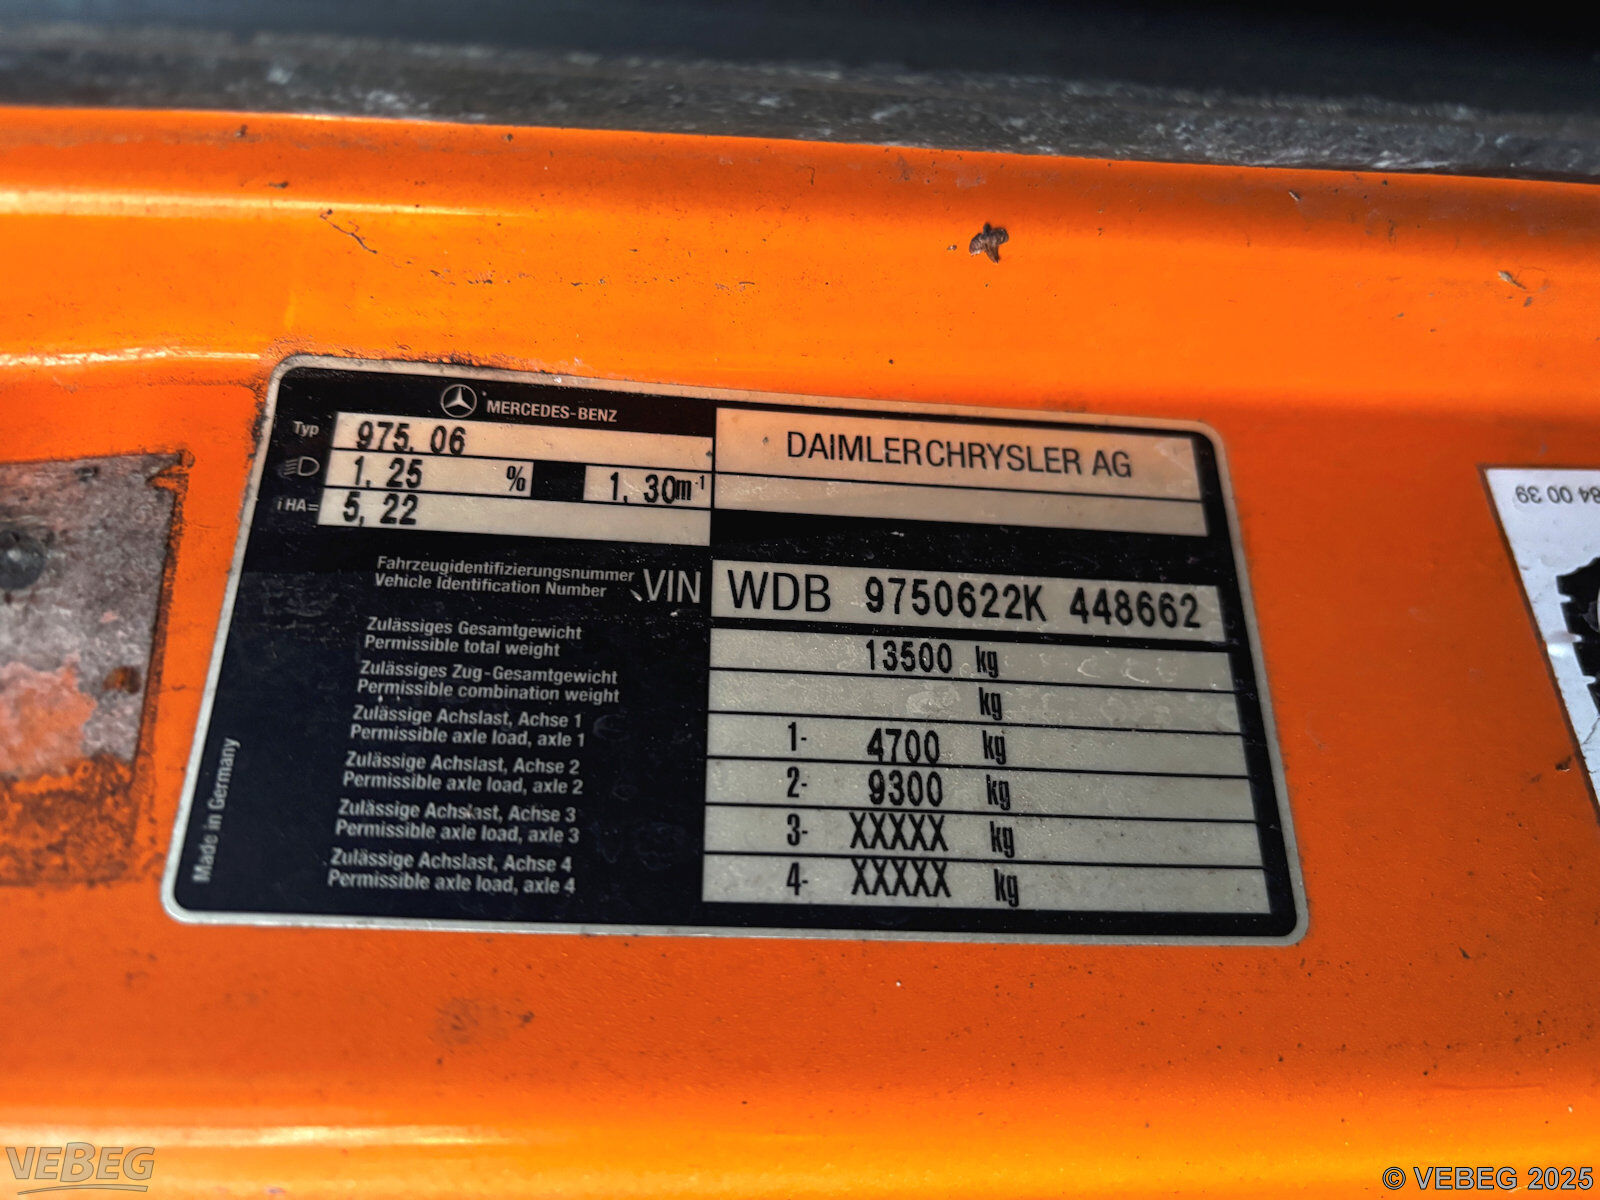 MERCEDES-BENZ
Typ 975. 06
DAIMLERCHRYSLER AG
1, 25 % 1, 30m⁻¹
i HA= 5, 22
Fahrzeugidentifizierungsnummer
Vehicle Identification Number
VIN WDB 9750622K 448662
Zulässiges Gesamtgewicht
Permissible total weight
13500 kg
Zulässiges Zug-Gesamtgewicht
Permissible combination weight
kg
Zulässige Achslast, Achse 1
Permissible axle load, axle 1
1- 4700 kg
Zulässige Achslast, Achse 2
Permissible axle load, axle 2
2- 9300 kg
Zulässige Achslast, Achse 3
Permissible axle load, axle 3
3- XXXXX kg
Zulässige Achslast, Achse 4
Permissible axle load, axle 4
4- XXXXX kg
Made in Germany
84 00 39
VEBEG
© VEBEG 2025